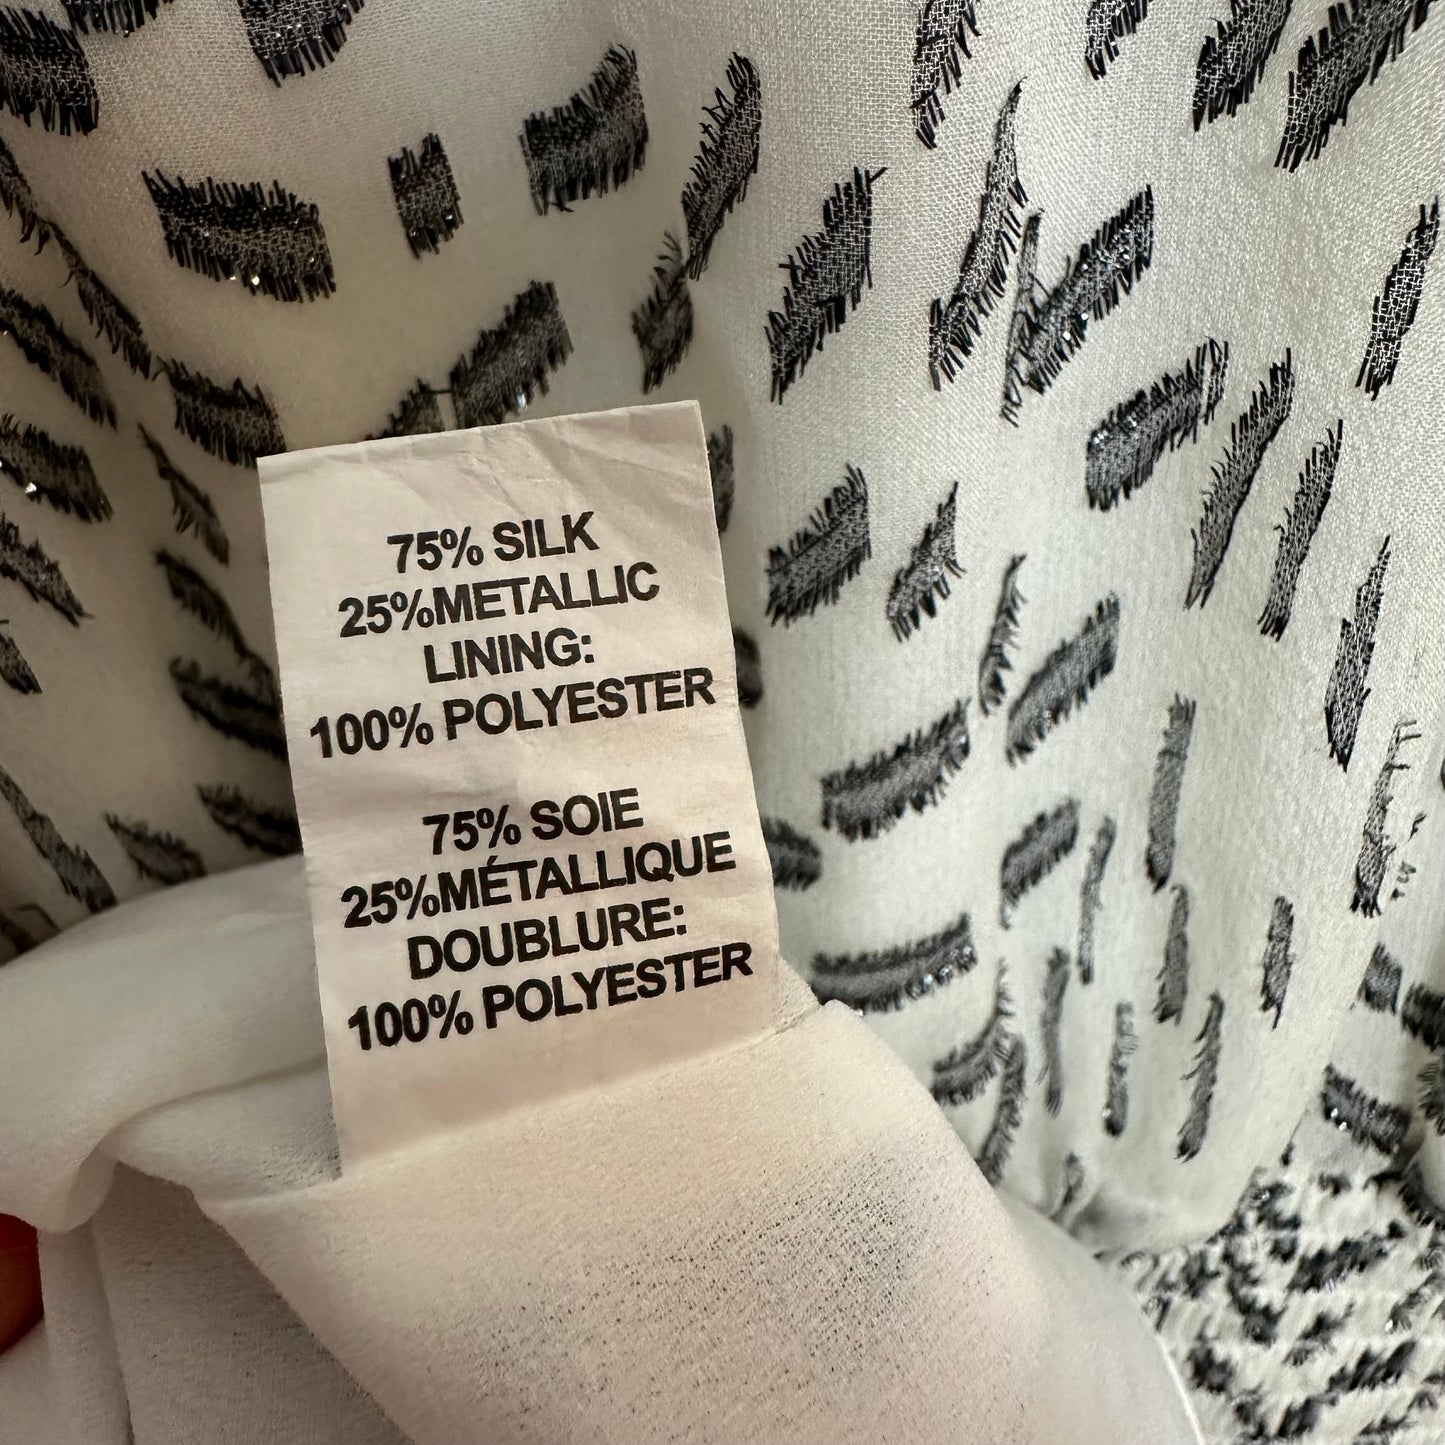 75% SILK
25%METALLIC
LINING:
100% POLYESTER
75% SOIE
25%MÉTALLIQUE
DOUBLURE:
100% POLYESTER